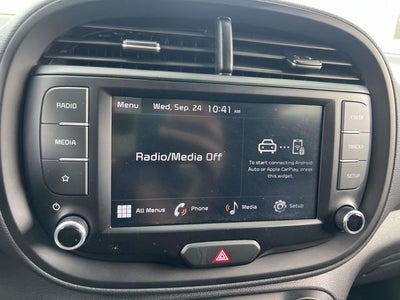 RADIO
MEDIA
Menu Wed, Sep. 24 10:41 AM
Radio/Media Off
To start connecting Android
Auto or Apple CarPlay, press
this widget.
All Menus Phone Media Setup
TRACK
SETUP